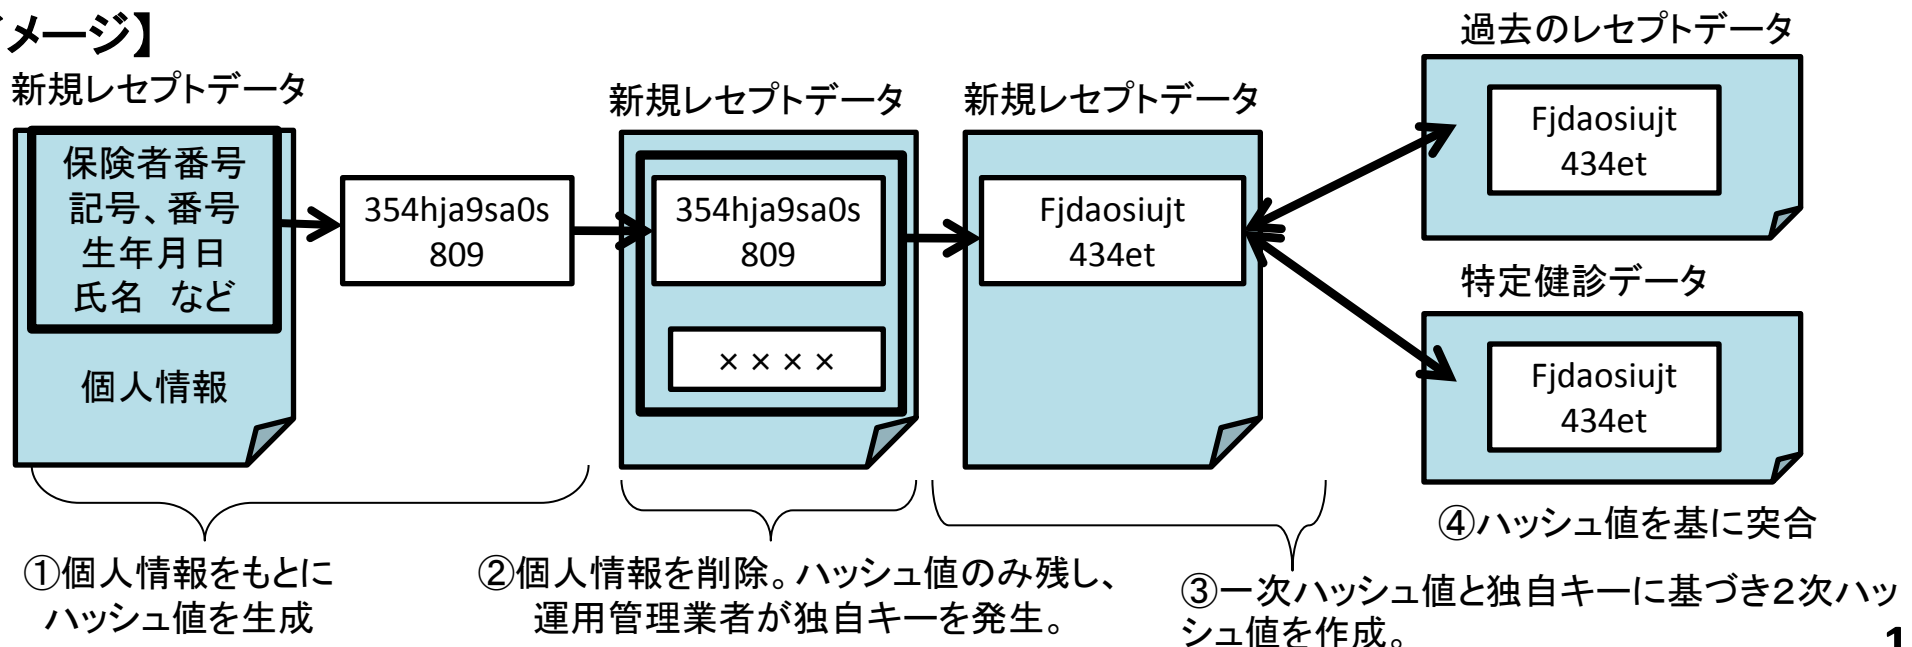 メージ】
新規レセプトデータ
保険者番号
記号、番号
生年月日
氏名　など
個人情報
354hja9sa0s
809
新規レセプトデータ
354hja9sa0s
809
××××
新規レセプトデータ
Fjdaosiujt
434et
過去のレセプトデータ
Fjdaosiujt
434et
特定健診データ
Fjdaosiujt
434et
①個人情報をもとに
ハッシュ値を生成
②個人情報を削除。ハッシュ値のみ残し、
運用管理業者が独自キーを発生。
③一次ハッシュ値と独自キーに基づき２次ハッ
シュ値を作成。
④ハッシュ値を基に突合
1